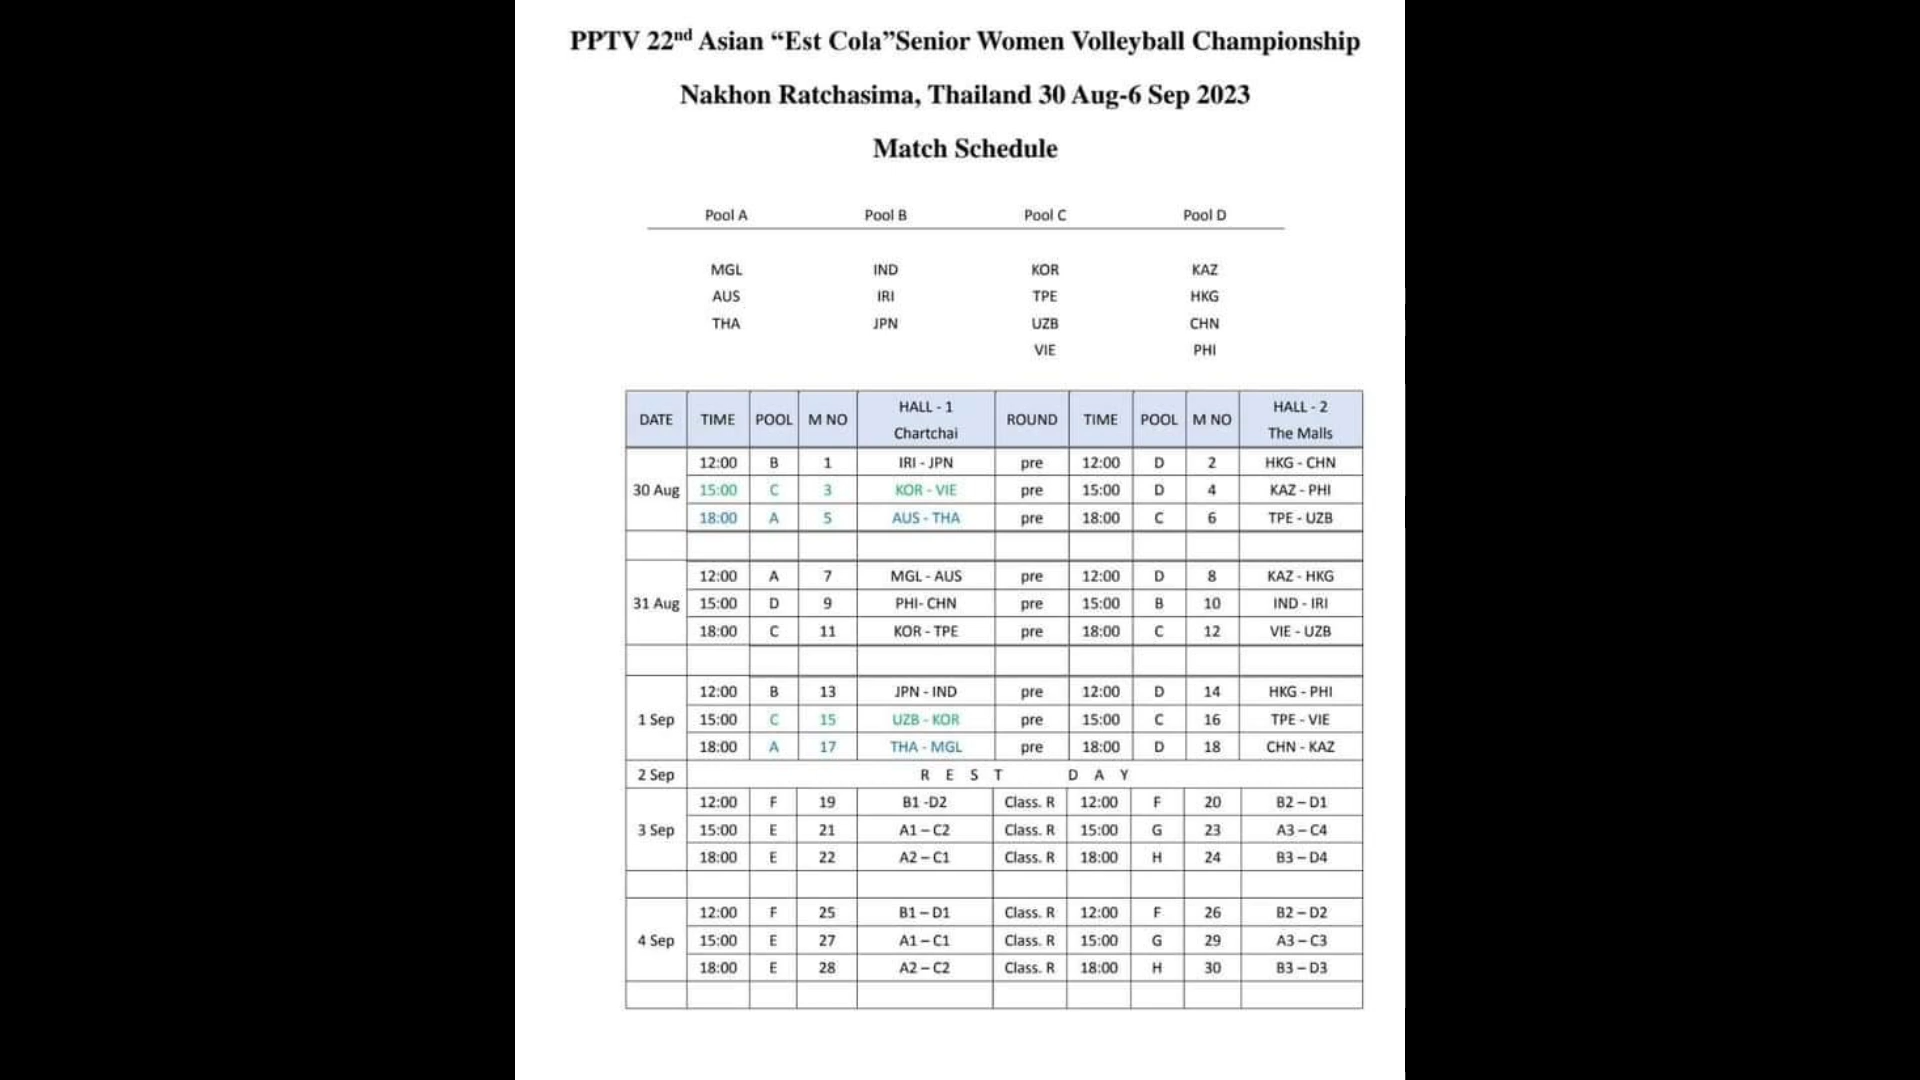 PPTV 22nd Asian “Est Cola”Senior Women Volleyball Championship
Nakhon Ratchasima, Thailand 30 Aug-6 Sep 2023
Match Schedule
Pool A Pool B Pool C Pool D
MGL IND KOR KAZ
AUS IRI TPE HKG
THA JPN UZB CHN
VIE PHI
DATE TIME POOL M NO HALL - 1 Chartchai ROUND TIME POOL M NO HALL - 2 The Malls
30 Aug 12:00 B 1 IRI - JPN pre 12:00 D 2 HKG - CHN
15:00 C 3 KOR - VIE pre 15:00 D 4 KAZ - PHI
18:00 A 5 AUS - THA pre 18:00 C 6 TPE - UZB
31 Aug 12:00 A 7 MGL - AUS pre 12:00 D 8 KAZ - HKG
15:00 D 9 PHI- CHN pre 15:00 B 10 IND - IRI
18:00 C 11 KOR - TPE pre 18:00 C 12 VIE - UZB
1 Sep 12:00 B 13 JPN - IND pre 12:00 D 14 HKG - PHI
15:00 C 15 UZB - KOR pre 15:00 C 16 TPE - VIE
18:00 A 17 THA - MGL pre 18:00 D 18 CHN - KAZ
2 Sep R E S T D A Y
3 Sep 12:00 F 19 B1 -D2 Class. R 12:00 F 20 B2 – D1
15:00 E 21 A1 – C2 Class. R 15:00 G 23 A3 – C4
18:00 E 22 A2 – C1 Class. R 18:00 H 24 B3 – D4
4 Sep 12:00 F 25 B1 – D1 Class. R 12:00 F 26 B2 – D2
15:00 E 27 A1 – C1 Class. R 15:00 G 29 A3 – C3
18:00 E 28 A2 – C2 Class. R 18:00 H 30 B3 – D3